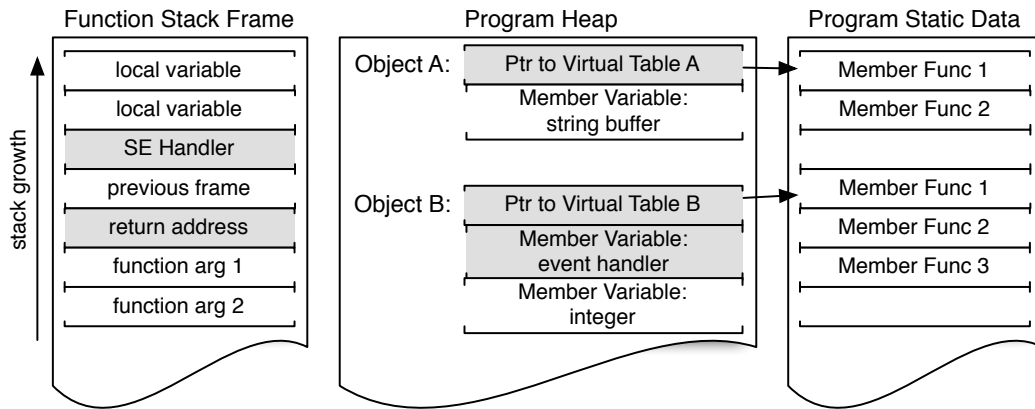 Function Stack Frame
stack growth
local variable
local variable
SE Handler
previous frame
return address
function arg 1
function arg 2
Program Heap
Object A:
Ptr to Virtual Table A
Member Variable:
string buffer
Object B:
Ptr to Virtual Table B
Member Variable:
event handler
Member Variable:
integer
Program Static Data
Member Func 1
Member Func 2
Member Func 1
Member Func 2
Member Func 3